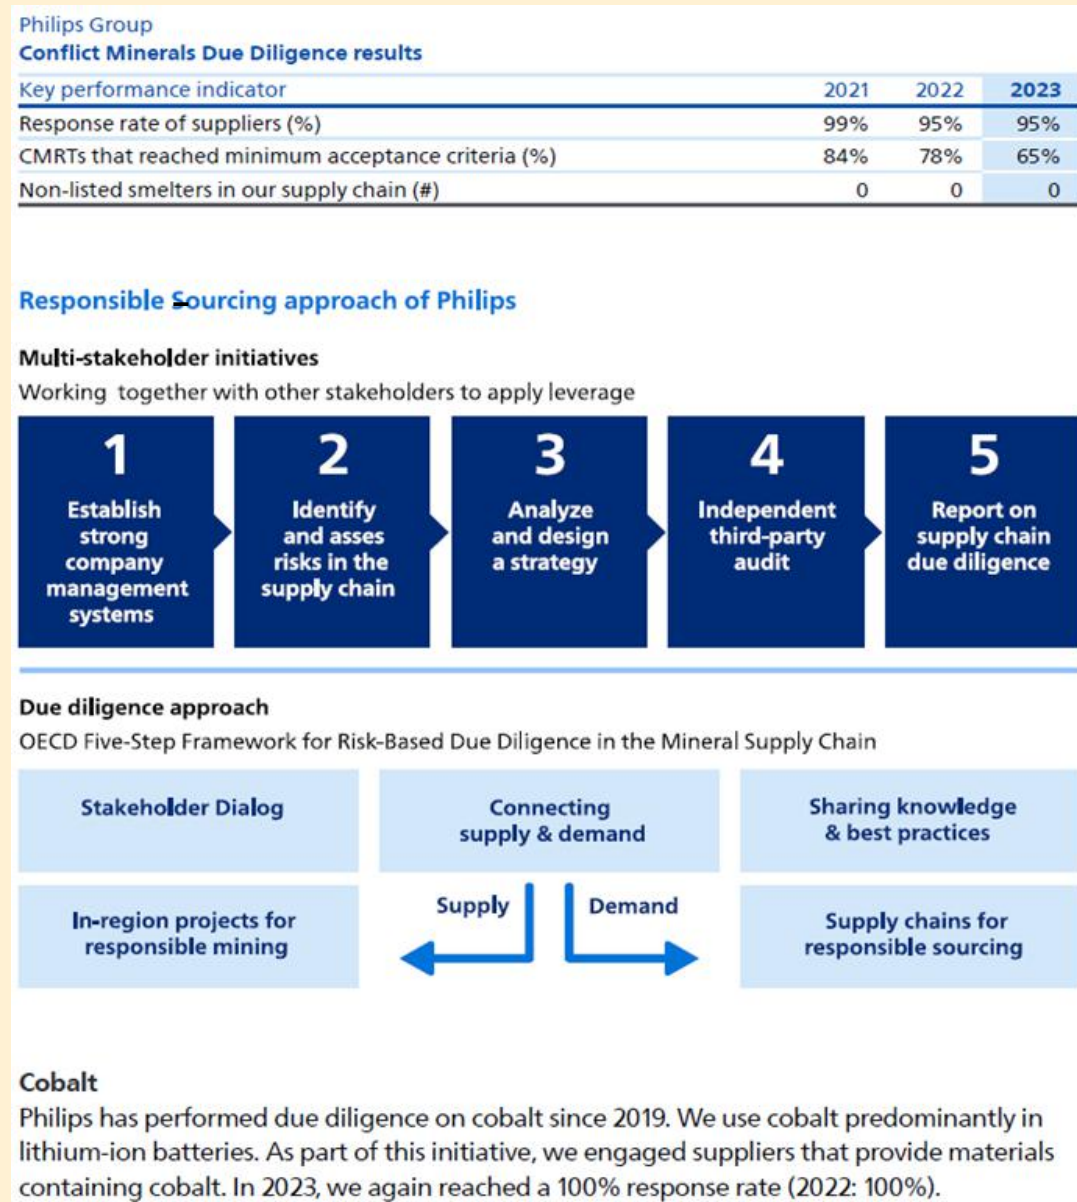 Philips Group
Conflict Minerals Due Diligence results
Key performance indicator 2021 2022 2023
Response rate of suppliers (%) 99% 95% 95%
CMRTs that reached minimum acceptance criteria (%) 84% 78% 65%
Non-listed smelters in our supply chain (#) 0 0 0
Responsible Sourcing approach of Philips
Multi-stakeholder initiatives
Working together with other stakeholders to apply leverage
1
Establish
strong
company
management
systems
2
Identify
and asses
risks in the
supply chain
3
Analyze
and design
a strategy
4
Independent
third-party
audit
5
Report on
supply chain
due diligence
Due diligence approach
OECD Five-Step Framework for Risk-Based Due Diligence in the Mineral Supply Chain
Stakeholder Dialog
Connecting
supply & demand
Sharing knowledge
& best practices
In-region projects for
responsible mining
Supply
Demand
Supply chains for
responsible sourcing
Cobalt
Philips has performed due diligence on cobalt since 2019. We use cobalt predominantly in
lithium-ion batteries. As part of this initiative, we engaged suppliers that provide materials
containing cobalt. In 2023, we again reached a 100% response rate (2022: 100%).